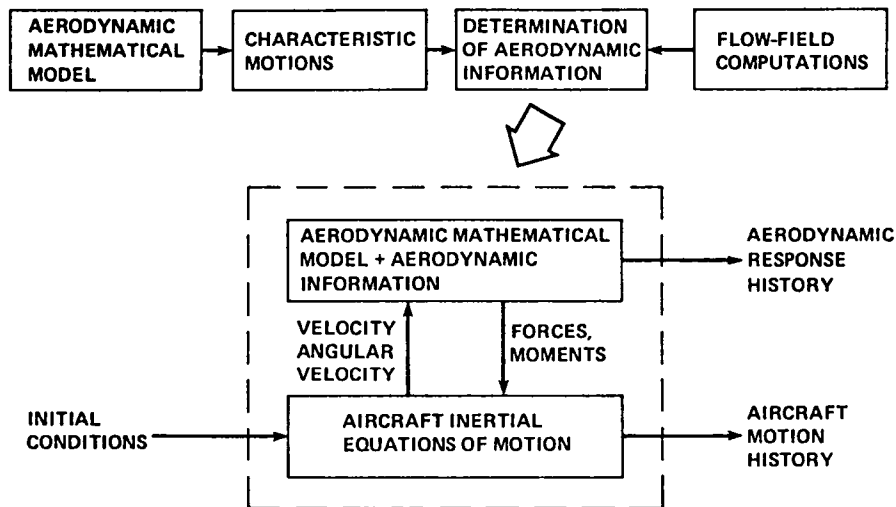 AERODYNAMIC
MATHEMATICAL
MODEL
CHARACTERISTIC
MOTIONS
DETERMINATION
OF AERODYNAMIC
INFORMATION
FLOW-FIELD
COMPUTATIONS
AERODYNAMIC MATHEMATICAL
MODEL + AERODYNAMIC
INFORMATION
AERODYNAMIC
RESPONSE
HISTORY
VELOCITY
ANGULAR
VELOCITY
FORCES,
MOMENTS
INITIAL
CONDITIONS
AIRCRAFT INERTIAL
EQUATIONS OF MOTION
AIRCRAFT
MOTION
HISTORY